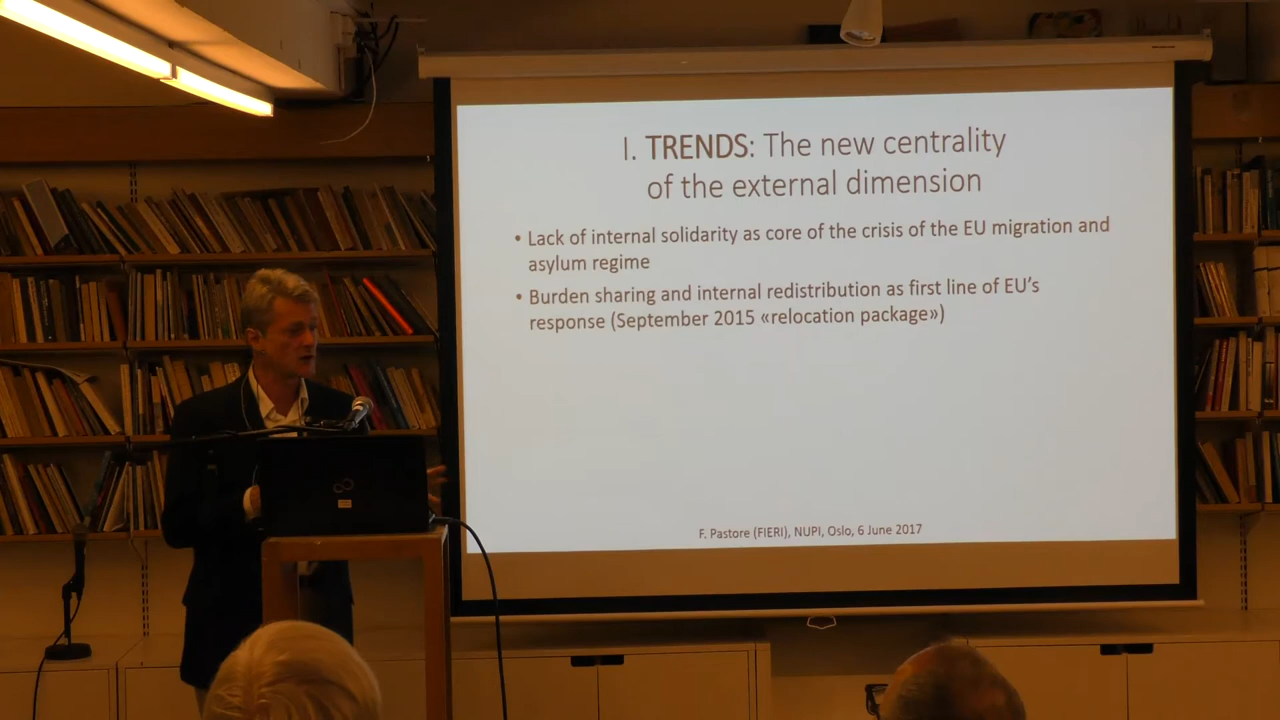 I. TRENDS: The new centrality
of the external dimension
• Lack of internal solidarity as core of the crisis of the EU migration and
asylum regime
• Burden sharing and internal redistribution as first line of EU's
response (September 2015 «relocation package»)
F. Pastore (FIERI), NUPI, Oslo, 6 June 2017